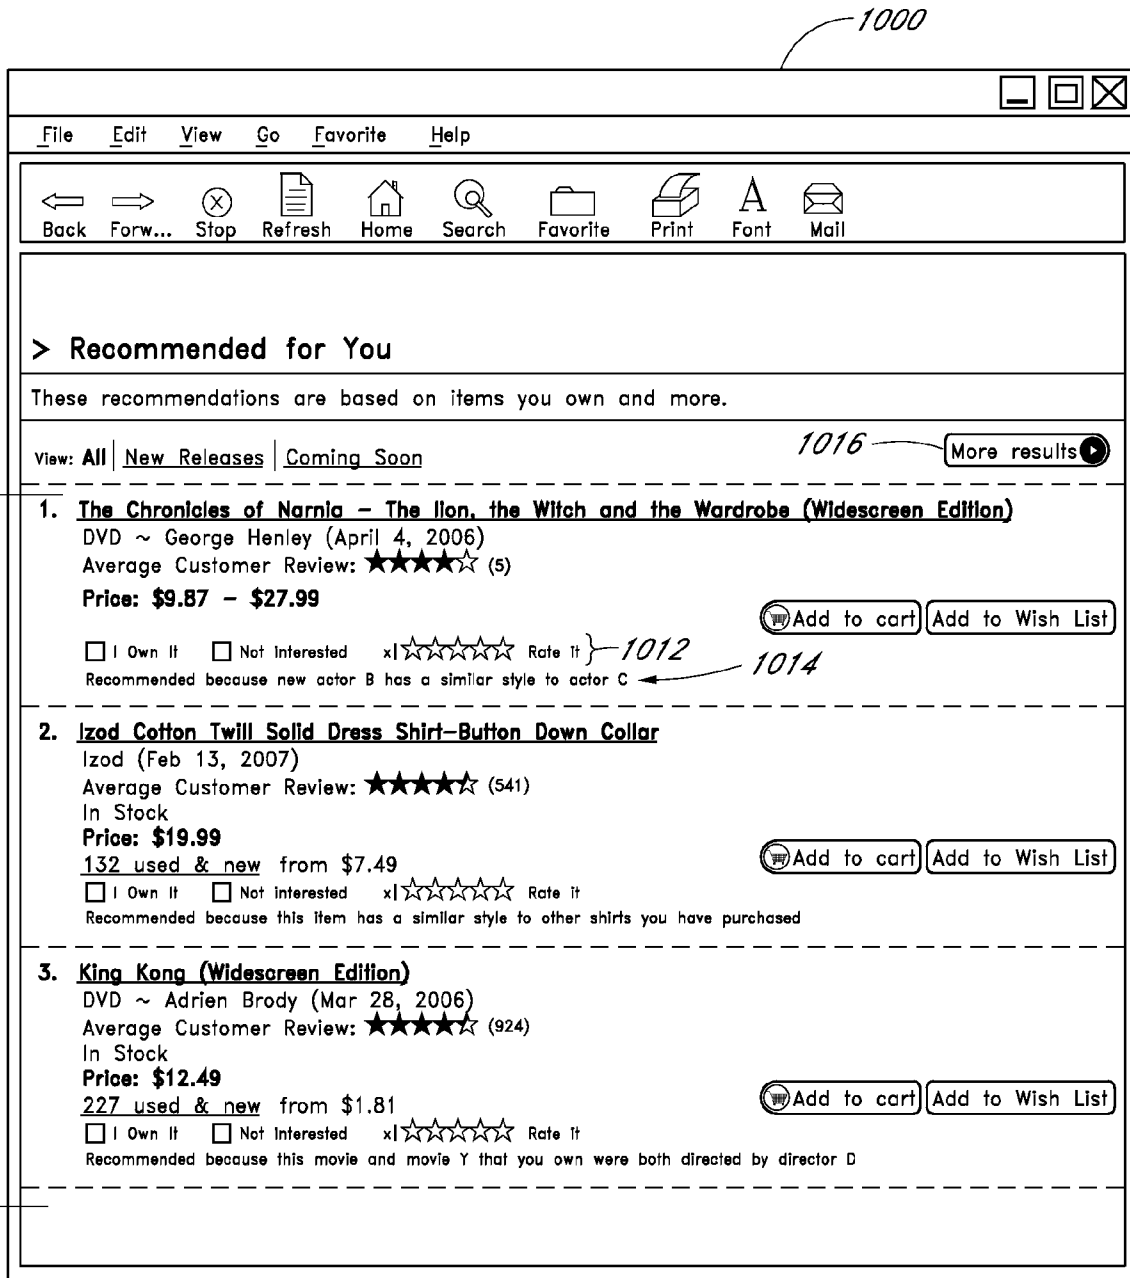 1000
File Edit View Go Favorite Help
Back Forw... Stop Refresh Home Search Favorite Print Font Mail
> Recommended for You
These recommendations are based on items you own and more.
View: All | New Releases | Coming Soon 1016 More results
1. The Chronicles of Narnia – The lion, the Witch and the Wardrobe (Widescreen Edition)
DVD ~ George Henley (April 4, 2006)
Average Customer Review: (5)
Price: $9.87 – $27.99
Add to cart Add to Wish List
I Own It Not Interested x| Rate it 1012
1014
Recommended because new actor B has a similar style to actor C
2. Izod Cotton Twill Solid Dress Shirt–Button Down Collar
Izod (Feb 13, 2007)
Average Customer Review: (541)
In Stock
Price: $19.99
132 used & new from $7.49 Add to cart Add to Wish List
I Own It Not interested x| Rate it
Recommended because this item has a similar style to other shirts you have purchased
3. King Kong (Widescreen Edition)
DVD ~ Adrien Brody (Mar 28, 2006)
Average Customer Review: (924)
In Stock
Price: $12.49
227 used & new from $1.81 Add to cart Add to Wish List
I Own It Not Interested x| Rate it
Recommended because this movie and movie Y that you own were both directed by director D